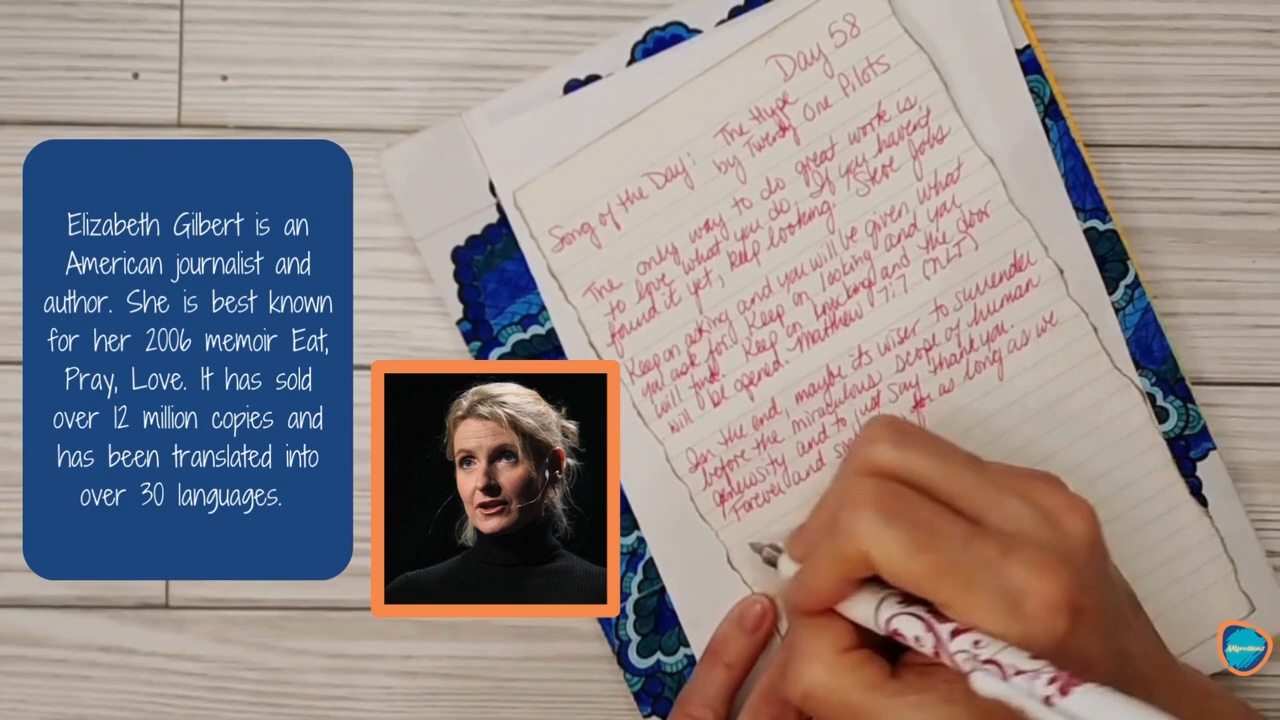 Elizabeth Gilbert is an
American journalist and
author. She is best known
for her 2006 memoir Eat,
Pray, Love. It has sold
over 12 million copies and
has been translated into
over 30 languages.
Day 58
Song of the Day: The Hype
by Twenty One Pilots
The only way to do great work is
to love what you do. If you haven't
found it yet, keep looking. Steve Jobs
Keep on asking and you will be given what
you ask for. Keep on looking and you
will find. Keep on knocking and the door
will be opened. Matthew 7:7 (NLT)
In the end, maybe its wiser to surrender
before the miraculous scope of human
generosity and to just say thank you.
Forever and as long as we